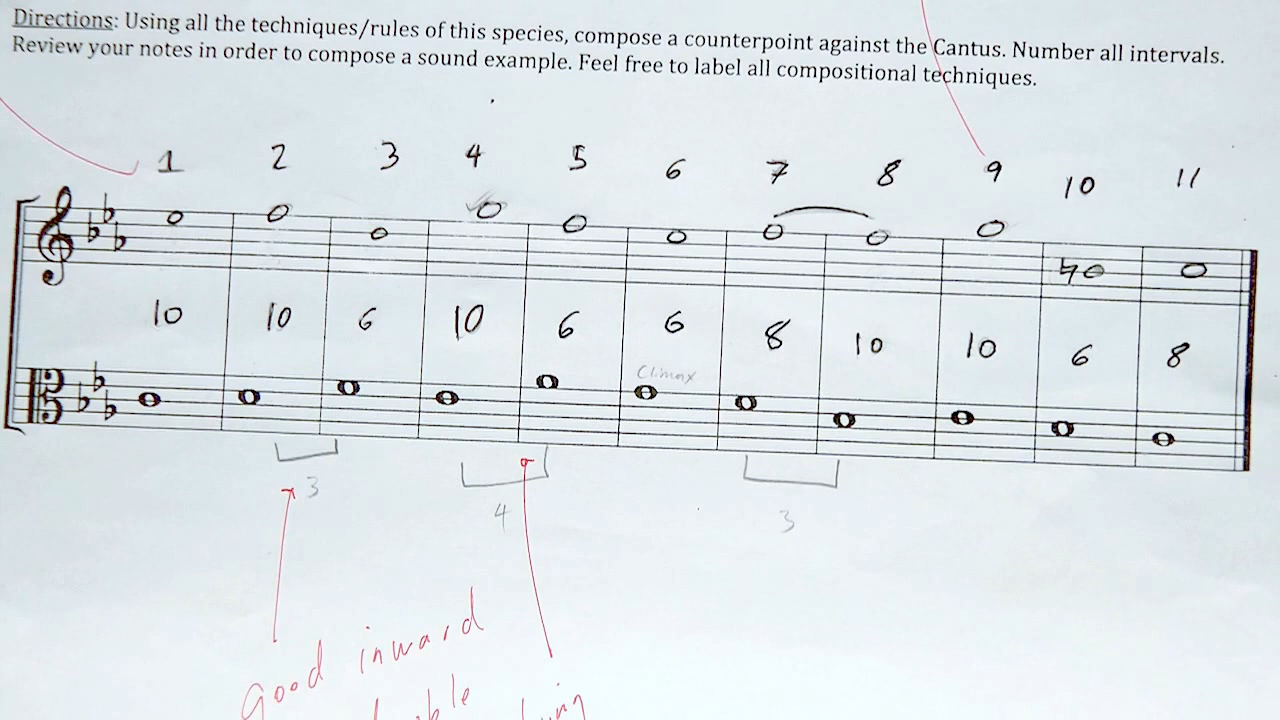 Directions: Using all the techniques/rules of this species, compose a counterpoint against the Cantus. Number all intervals.
Review your notes in order to compose a sound example. Feel free to label all compositional techniques.
1 2 3 4 5 6 7 8 9 10 11
10 10 6 10 6 6 8 10 10 6 8
Climax
3 4 3
Good inward